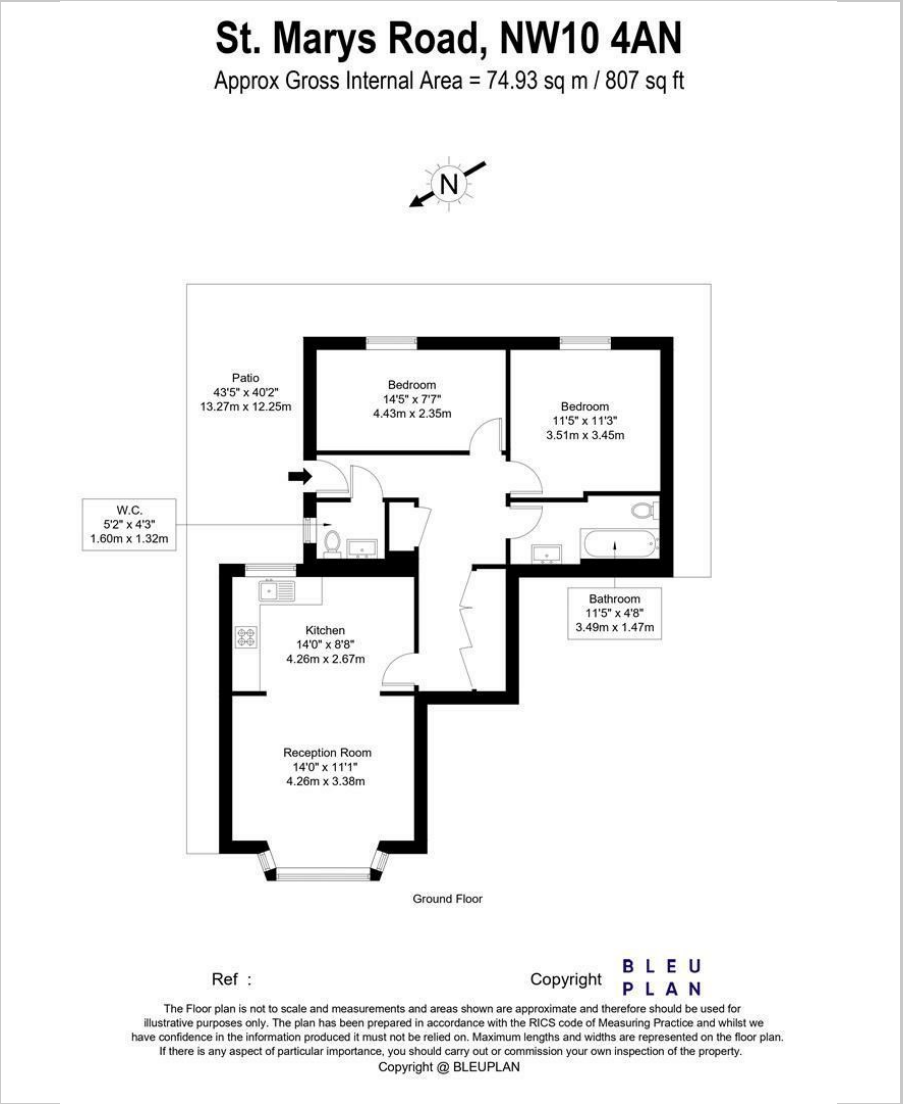 St. Marys Road, NW10 4AN
Approx Gross Internal Area = 74.93 sq m / 807 sq ft
N
Patio
43'5" x 40'2"
13.27m x 12.25m
Bedroom
14'5" x 7'7"
4.43m x 2.35m
Bedroom
11'5" x 11'3"
3.51m x 3.45m
W.C.
5'2" x 4'3"
1.60m x 1.32m
Bathroom
11'5" x 4'8"
3.49m x 1.47m
Kitchen
14'0" x 8'8"
4.26m x 2.67m
Reception Room
14'0" x 11'1"
4.26m x 3.38m
Ground Floor
Ref :
Copyright
BLEU
PLAN
The Floor plan is not to scale and measurements and areas shown are approximate and therefore should be used for
illustrative purposes only. The plan has been prepared in accordance with the RICS code of Measuring Practice and whilst we
have confidence in the information produced it must not be relied on. Maximum lengths and widths are represented on the floor plan.
If there is any aspect of particular importance, you should carry out or commission your own inspection of the property.
Copyright @ BLEUPLAN